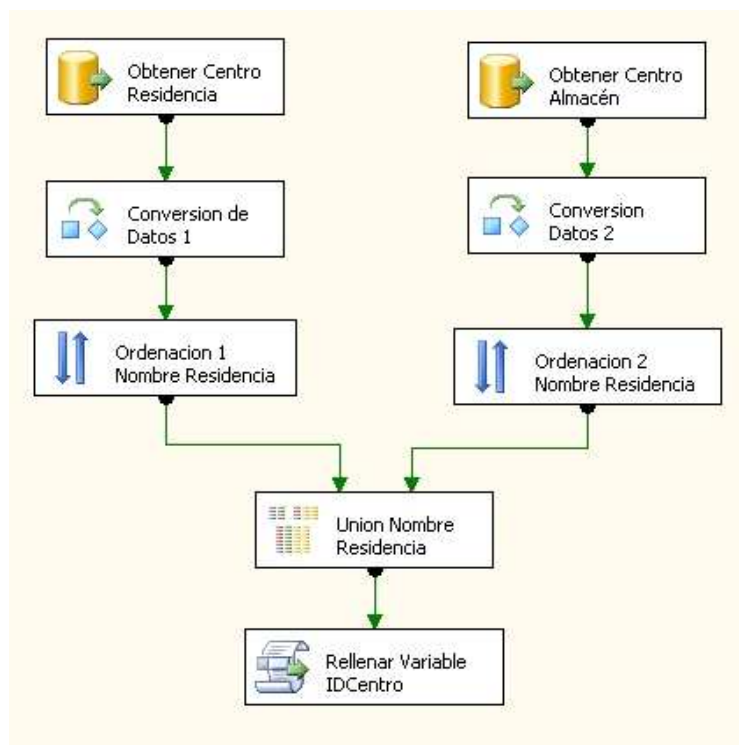 Obtener Centro
Residencia
Obtener Centro
Almacén
Conversion de
Datos 1
Conversion
Datos 2
Ordenacion 1
Nombre Residencia
Ordenacion 2
Nombre Residencia
Union Nombre
Residencia
Rellenar Variable
IDCentro